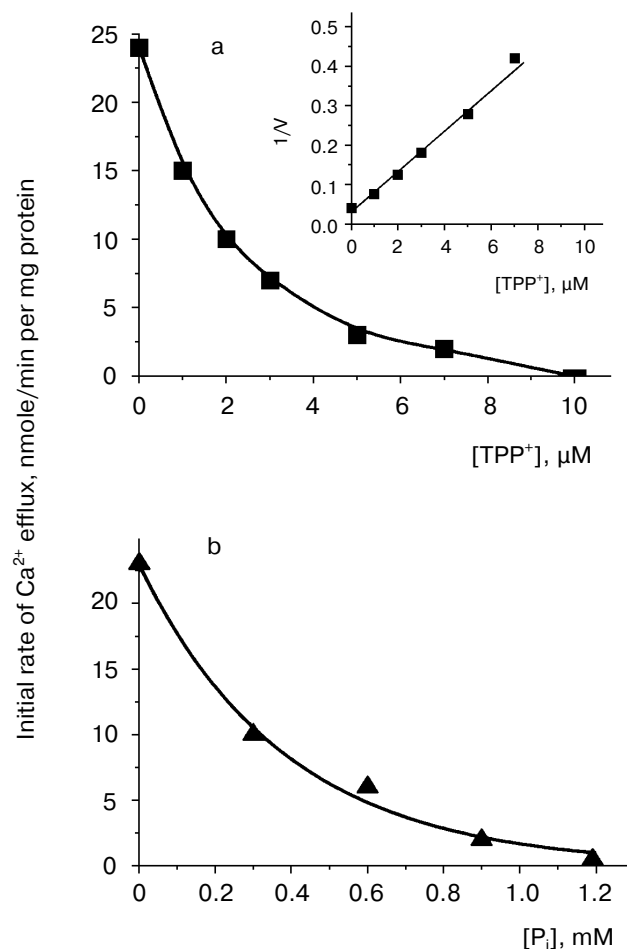 a
25
20
15
10
5
0
0 2 4 6 8 10
[TPP⁺], μM
0.5
0.4
0.3
0.2
0.1
0.0
0 2 4 6 8 10
1/V
[TPP⁺], μM
Initial rate of Ca²⁺ efflux, nmole/min per mg protein
b
20
15
10
5
0
0 0.2 0.4 0.6 0.8 1.0 1.2
[Pᵢ], mM